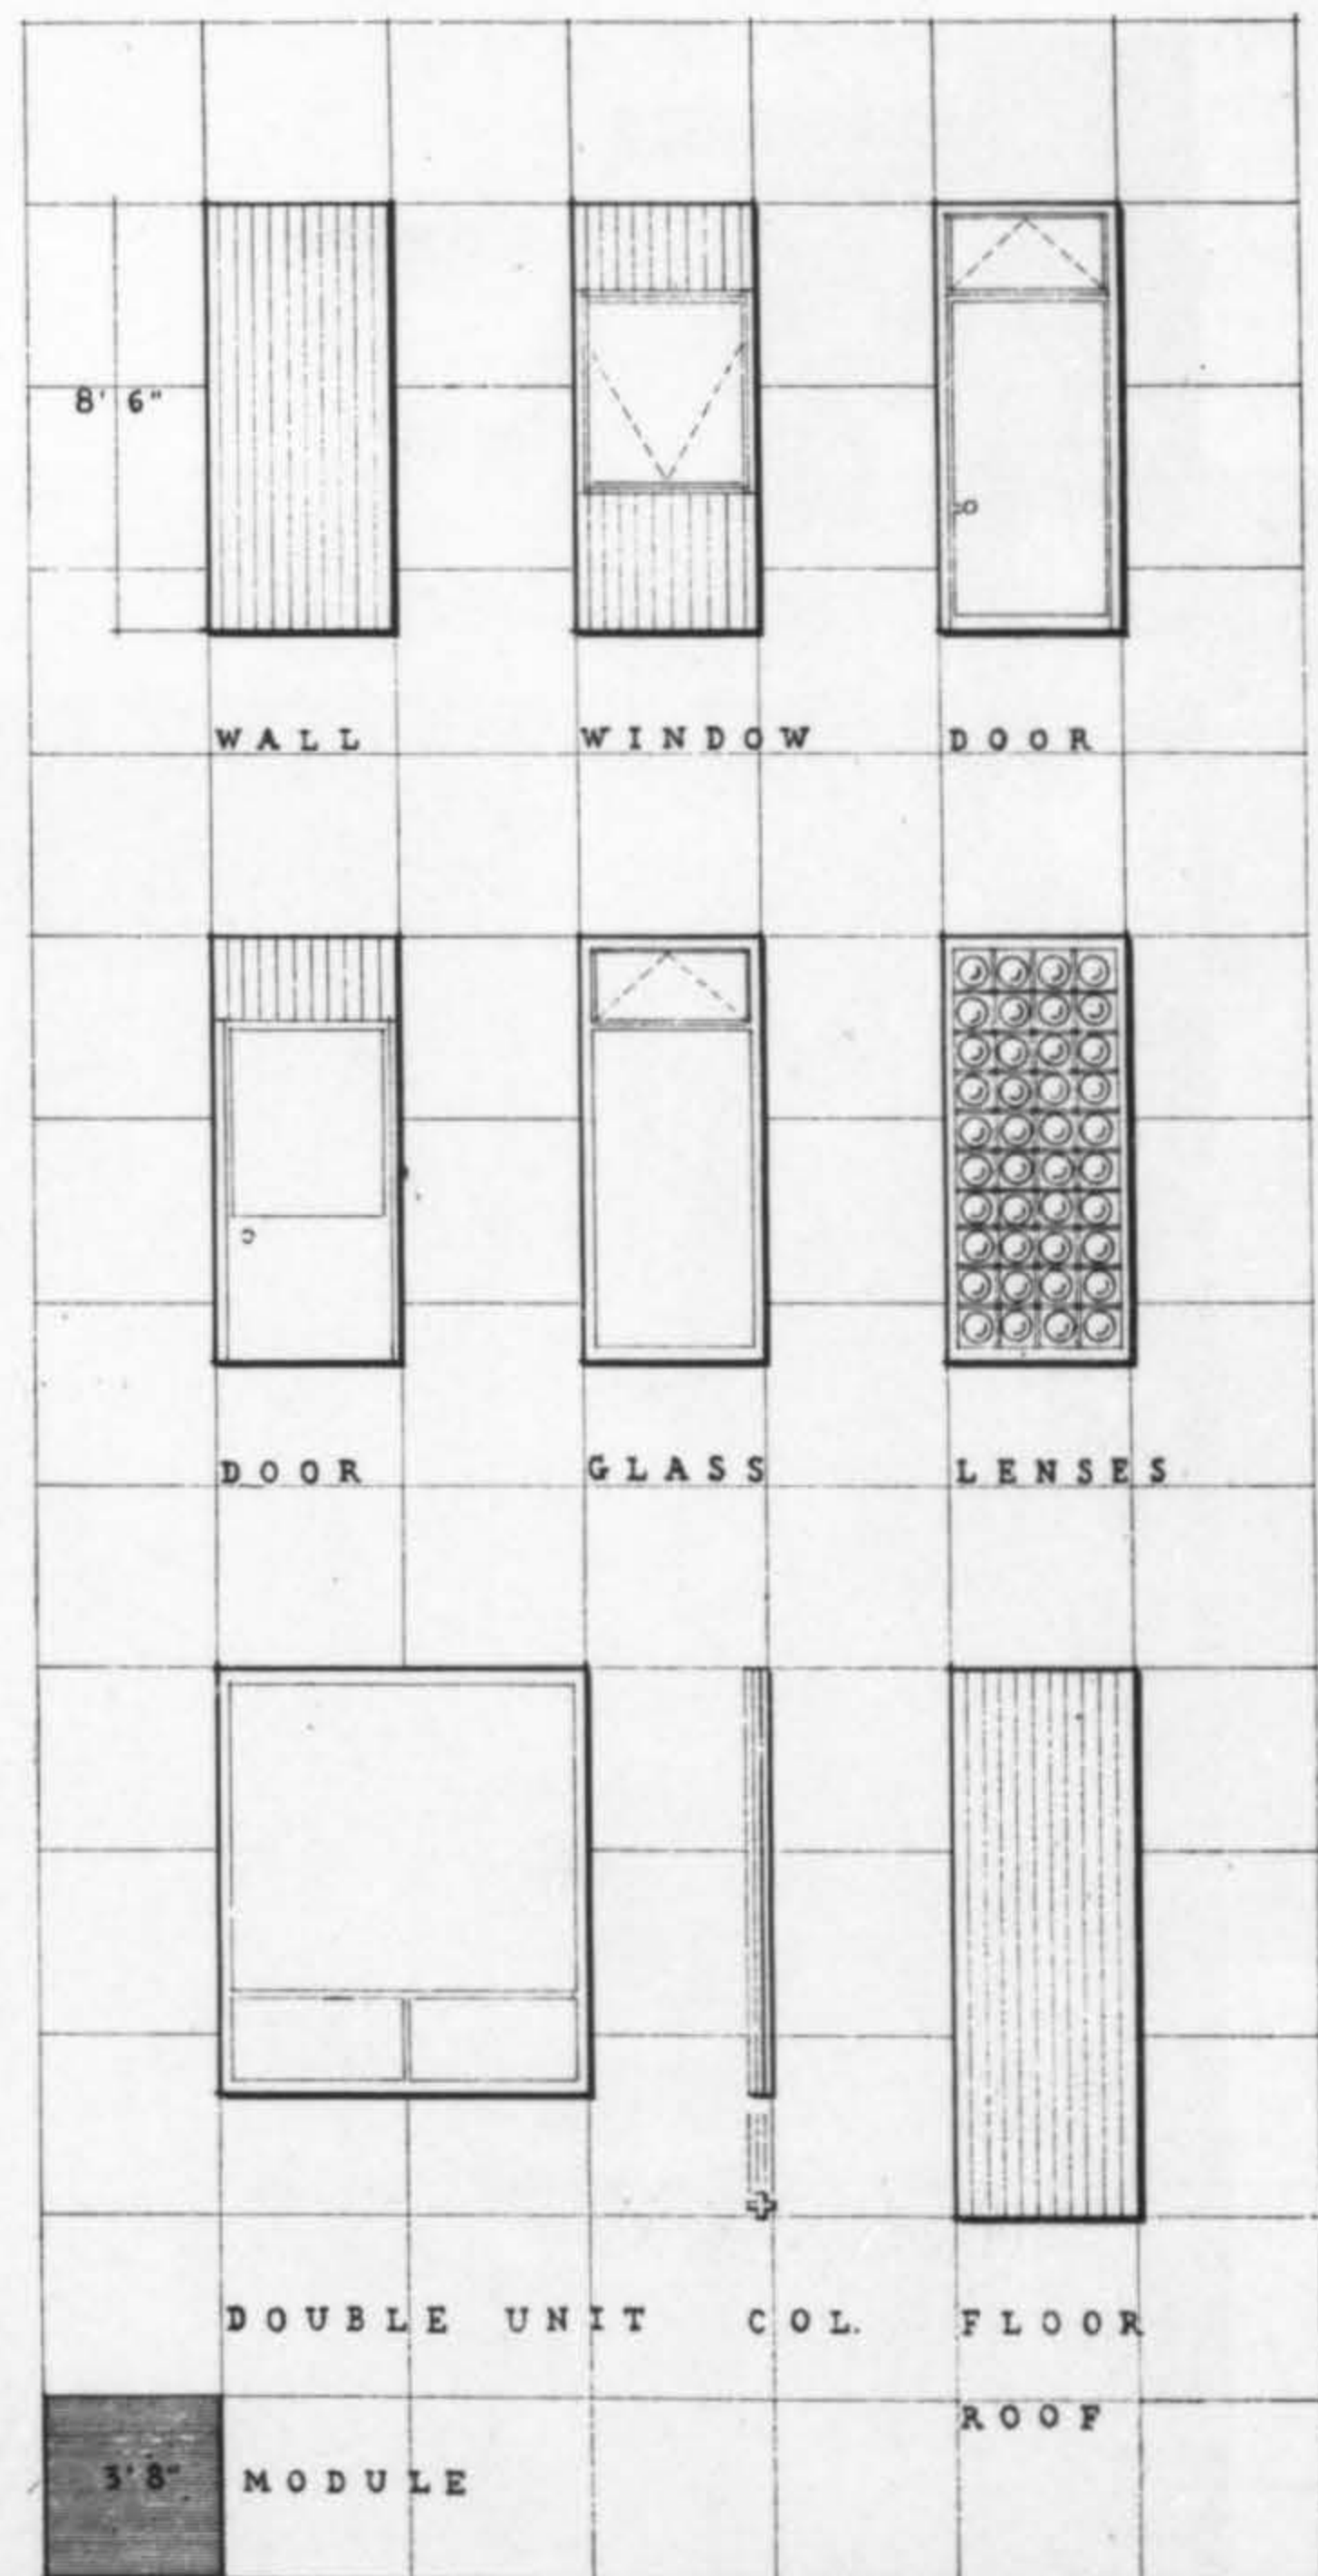 8' 6"
WALL
WINDOW
DOOR
DOOR
GLASS
LENSES
DOUBLE UNIT
COL.
FLOOR
ROOF
3'8"
MODULE